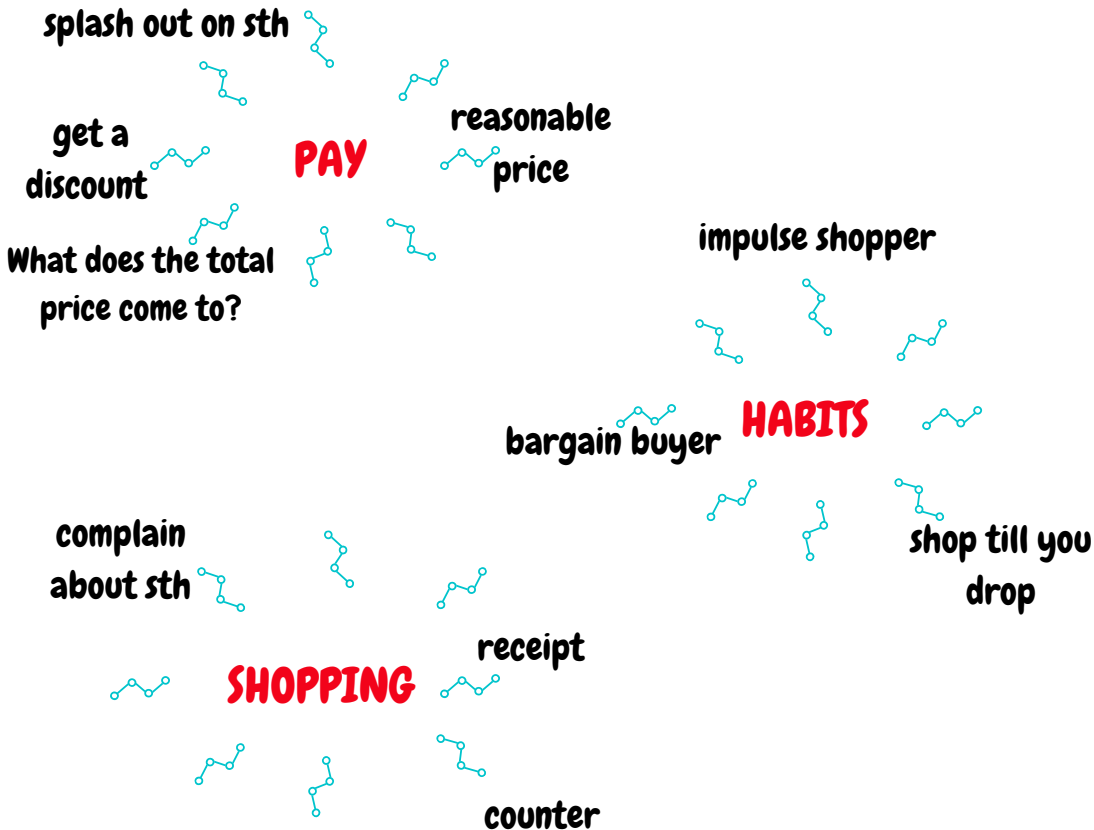 splash out on sth
get a
discount
PAY
reasonable
price
What does the total
price come to?
impulse shopper
HABITS
bargain buyer
shop till you
drop
complain
about sth
receipt
SHOPPING
counter